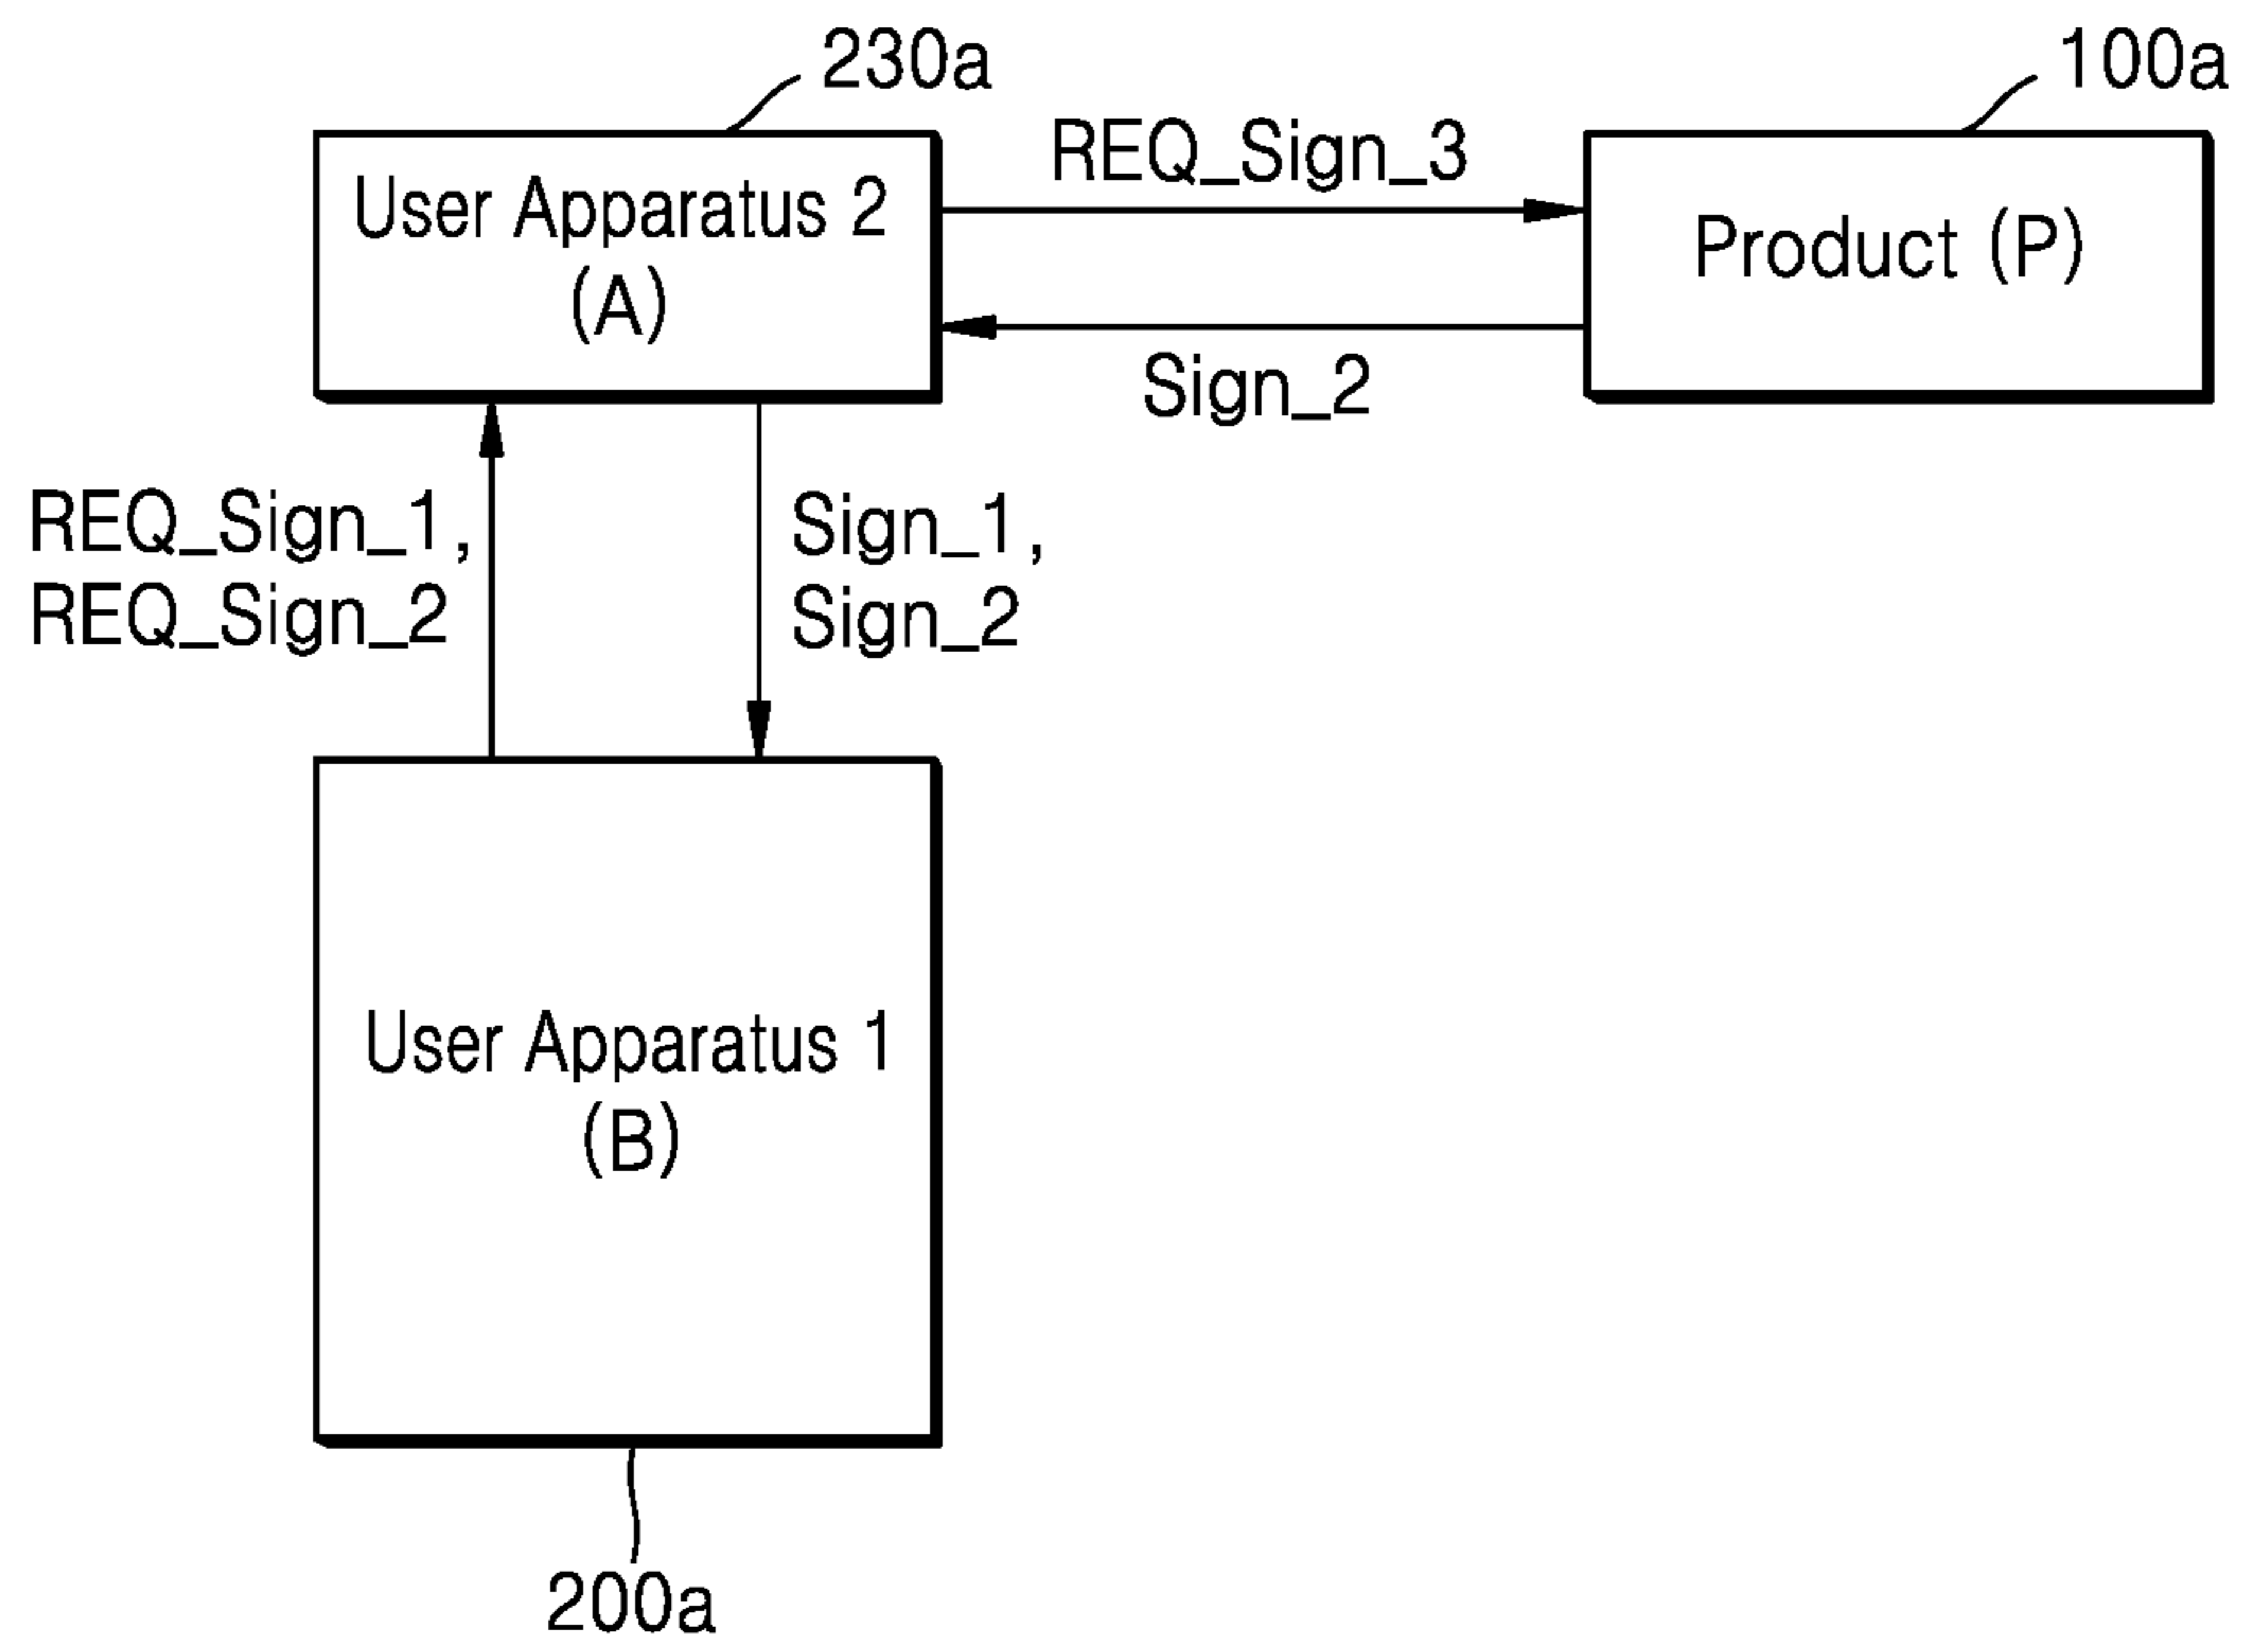 230a
100a
REQ_Sign_3
User Apparatus 2
(A)
Product (P)
Sign_2
REQ_Sign_1,
REQ_Sign_2
Sign_1,
Sign_2
User Apparatus 1
(B)
200a